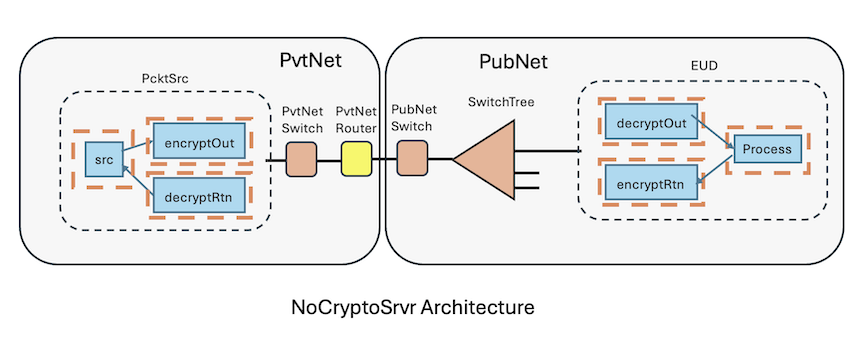 PvtNet
PubNet
PcktSrc
EUD
PvtNet
Switch
PvtNet
Router
PubNet
Switch
SwitchTree
src
encryptOut
decryptRtn
decryptOut
encryptRtn
Process
NoCryptoSrvr Architecture